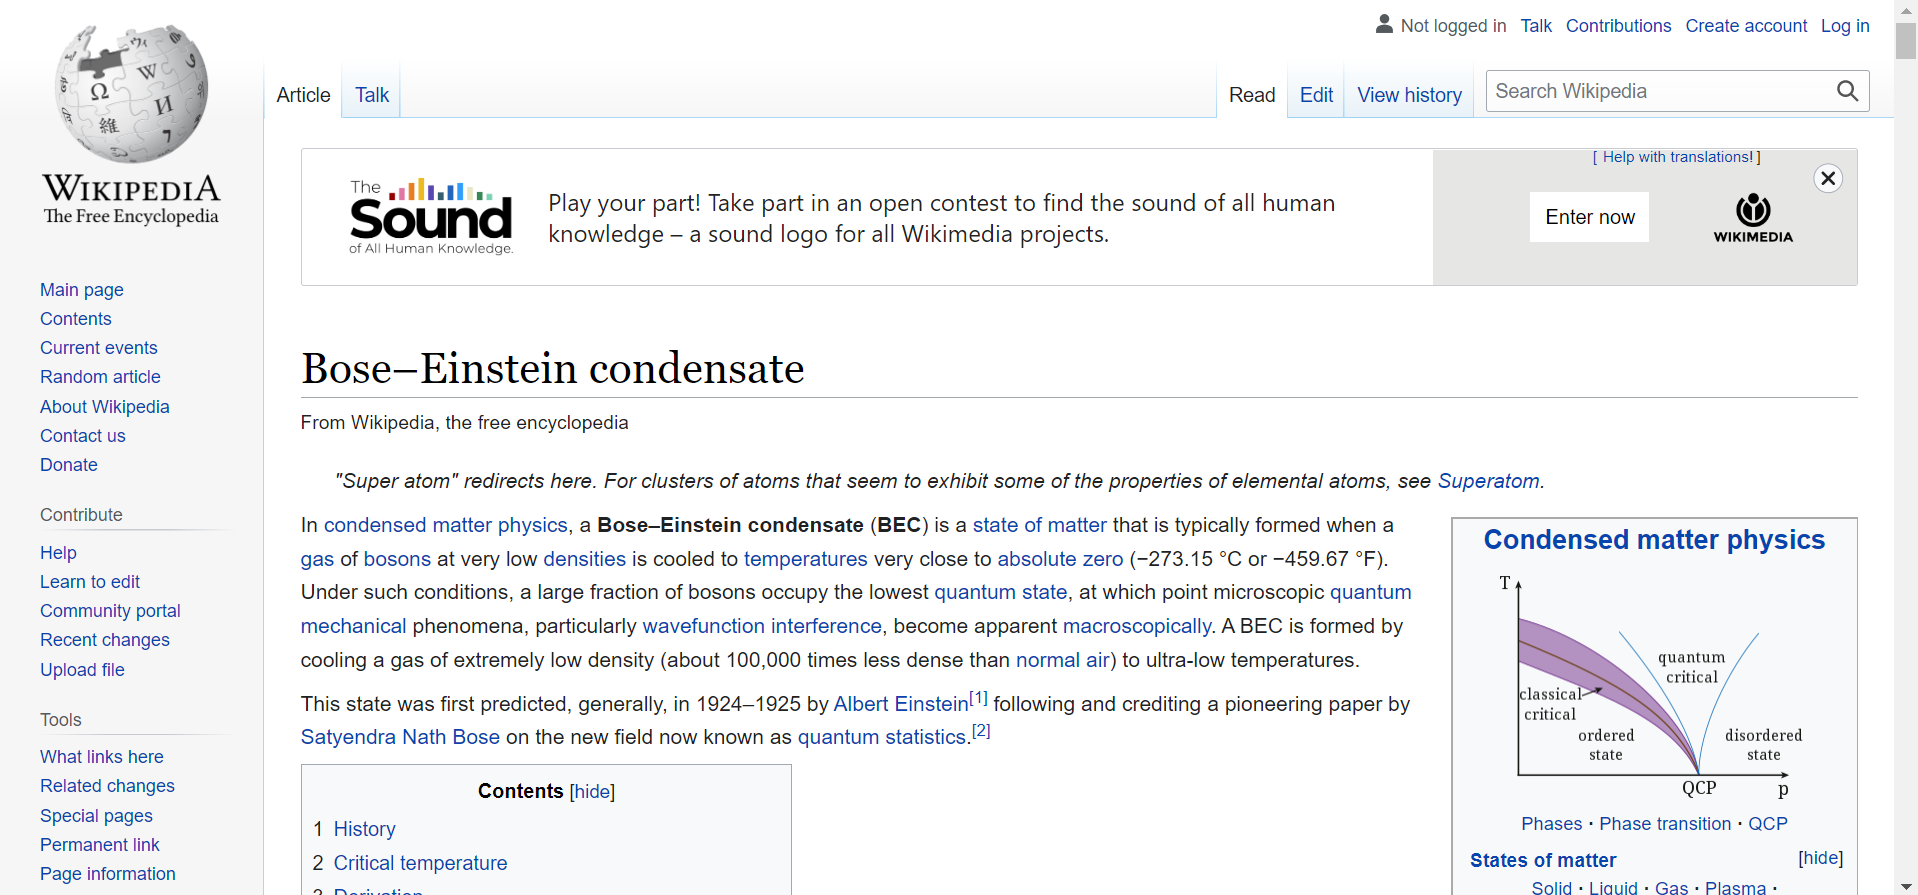 Not logged in Talk Contributions Create account Log in
Article Talk Read Edit View history Search Wikipedia
WIKIPEDIA
The Free Encyclopedia
Main page
Contents
Current events
Random article
About Wikipedia
Contact us
Donate
Contribute
Help
Learn to edit
Community portal
Recent changes
Upload file
Tools
What links here
Related changes
Special pages
Permanent link
Page information
The
Sound
of All Human Knowledge.
Play your part! Take part in an open contest to find the sound of all human
knowledge – a sound logo for all Wikimedia projects.
[ Help with translations! ]
Enter now
WIKIMEDIA
Bose–Einstein condensate
From Wikipedia, the free encyclopedia
"Super atom" redirects here. For clusters of atoms that seem to exhibit some of the properties of elemental atoms, see Superatom.
In condensed matter physics, a Bose–Einstein condensate (BEC) is a state of matter that is typically formed when a
gas of bosons at very low densities is cooled to temperatures very close to absolute zero (−273.15 °C or −459.67 °F).
Under such conditions, a large fraction of bosons occupy the lowest quantum state, at which point microscopic quantum
mechanical phenomena, particularly wavefunction interference, become apparent macroscopically. A BEC is formed by
cooling a gas of extremely low density (about 100,000 times less dense than normal air) to ultra-low temperatures.
This state was first predicted, generally, in 1924–1925 by Albert Einstein[1] following and crediting a pioneering paper by
Satyendra Nath Bose on the new field now known as quantum statistics.[2]
Contents [hide]
1 History
2 Critical temperature
3 Derivation
Condensed matter physics
T
quantum
critical
classical
critical
ordered
state
disordered
state
QCP
p
Phases · Phase transition · QCP
States of matter [hide]
Solid · Liquid · Gas · Plasma ·